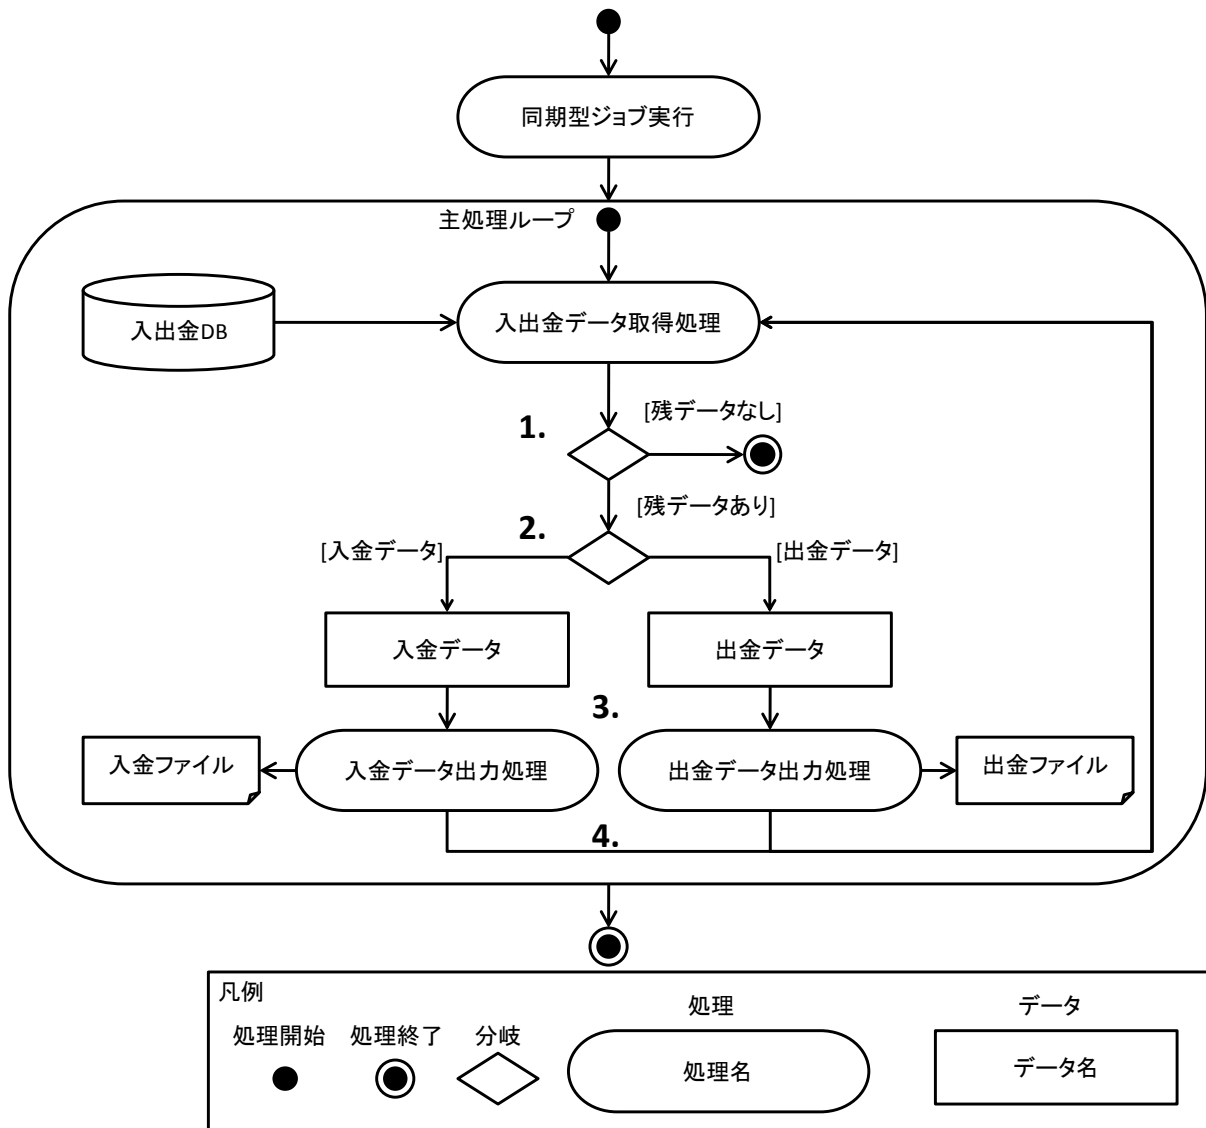 同期型ジョブ実行
主処理ループ
入出金DB
入出金データ取得処理
[残データなし]
1.
[残データあり]
2.
[入金データ]
[出金データ]
入金データ
出金データ
3.
入金ファイル
入金データ出力処理
出金データ出力処理
出金ファイル
4.
凡例
処理
データ
処理開始
処理終了
分岐
処理名
データ名